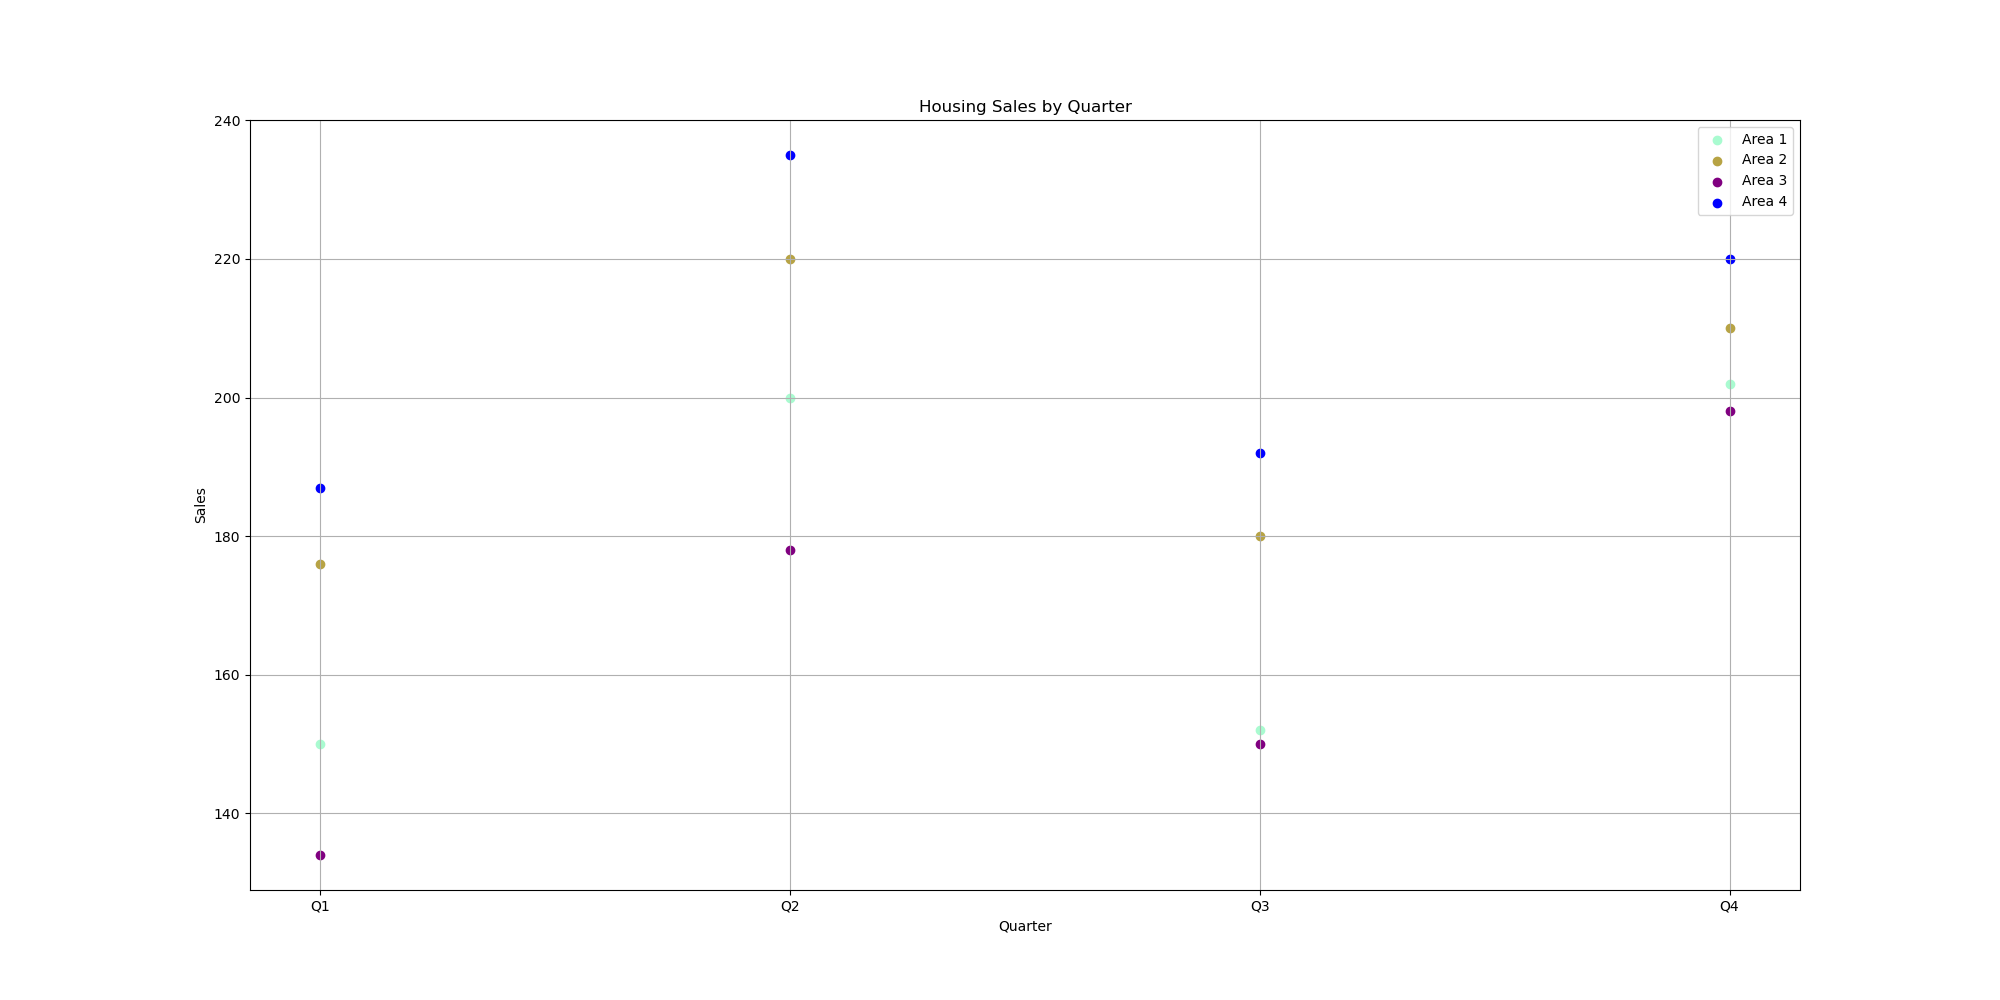 Housing Sales by Quarter
240
220
200
180
160
140
Sales
Area 1
Area 2
Area 3
Area 4
Q1 Q2 Q3 Q4
Quarter